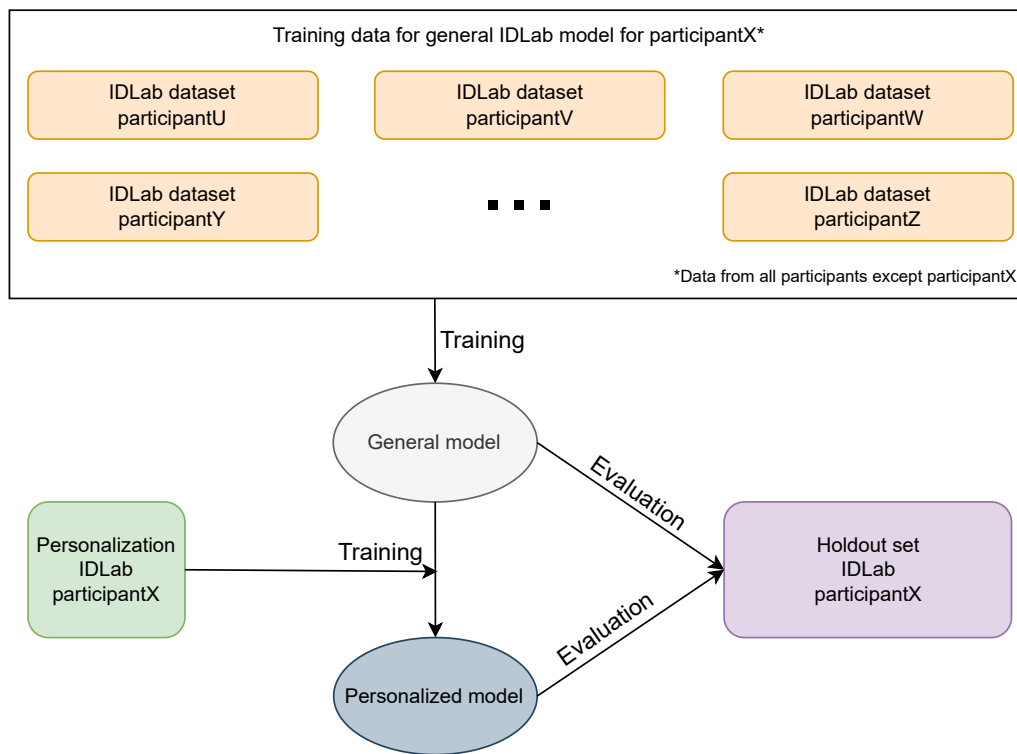 Training data for general IDLab model for participantX*
IDLab dataset
participantU
IDLab dataset
participantV
IDLab dataset
participantW
IDLab dataset
participantY
IDLab dataset
participantZ
*Data from all participants except participantX
Training
General model
Evaluation
Personalization
IDLab
participantX
Training
Holdout set
IDLab
participantX
Evaluation
Personalized model